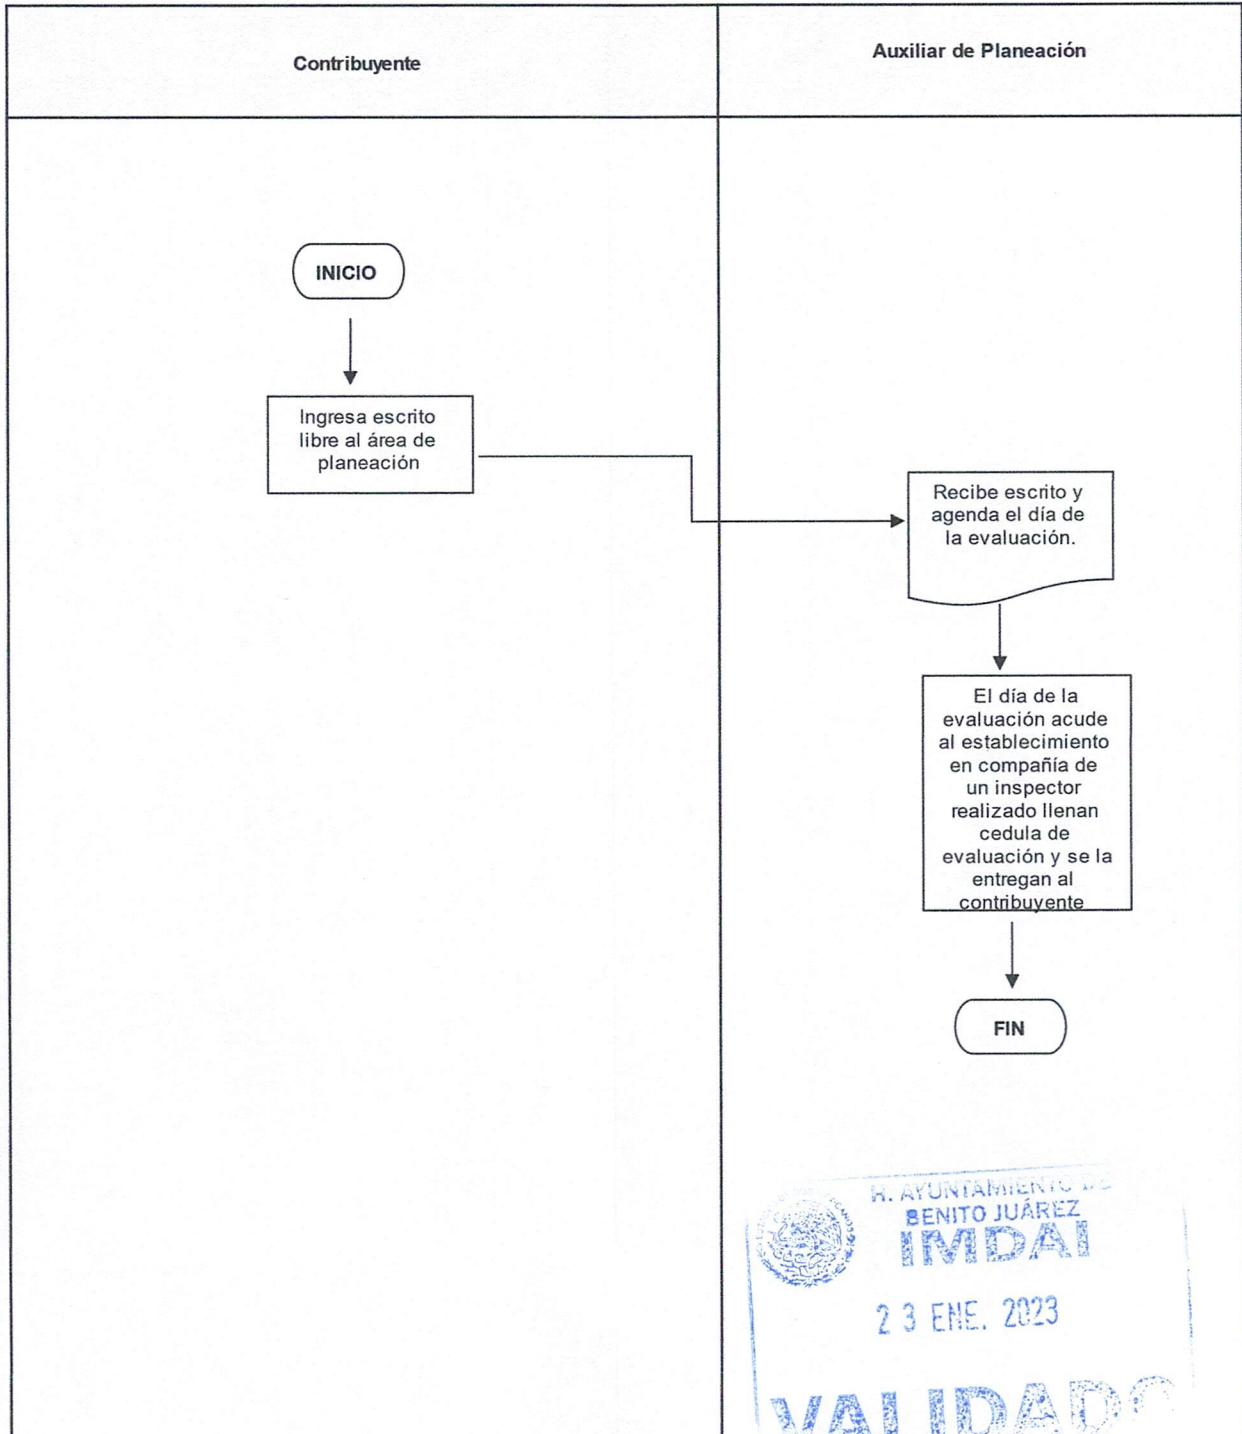 Contribuyente
Auxiliar de Planeación
INICIO
Ingresa escrito
libre al área de
planeación
Recibe escrito y
agenda el día de
la evaluación.
El día de la
evaluación acude
al establecimiento
en compañía de
un inspector
realizado llenan
cedula de
evaluación y se la
entregan al
contribuyente
FIN
H. AYUNTAMIENTO DE
BENITO JUÁREZ
IMDAI
23 ENE. 2023
VALIDADO